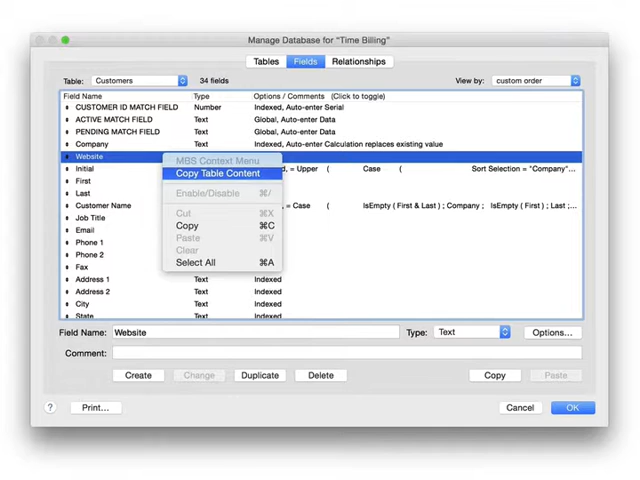 Manage Database for "Time Billing"
Tables Fields Relationships
Table: Customers 34 fields View by: custom order
Field Name Type Options / Comments (Click to toggle)
CUSTOMER ID MATCH FIELD Number Indexed, Auto-enter Serial
ACTIVE MATCH FIELD Text Global, Auto-enter Data
PENDING MATCH FIELD Text Global, Auto-enter Data
Company Text Indexed, Auto-enter Calculation replaces existing value
Website
MBS Context Menu
Initial d, = Upper ( Case ( Sort Selection = "Company"...
Copy Table Content
First
Last
Enable/Disable ⌘/
Customer Name , = Case ( IsEmpty ( First & Last ) ; Company ; IsEmpty ( First ) ; Last ;...
Cut ⌘X
Job Title
Copy ⌘C
Email
Paste ⌘V
Phone 1
Clear
Phone 2
Select All ⌘A
Fax
Address 1 Text Indexed
Address 2 Text Indexed
City Text Indexed
State Text Indexed
Field Name: Website Type: Text Options...
Comment:
Create Change Duplicate Delete Copy Paste
? Print... Cancel OK